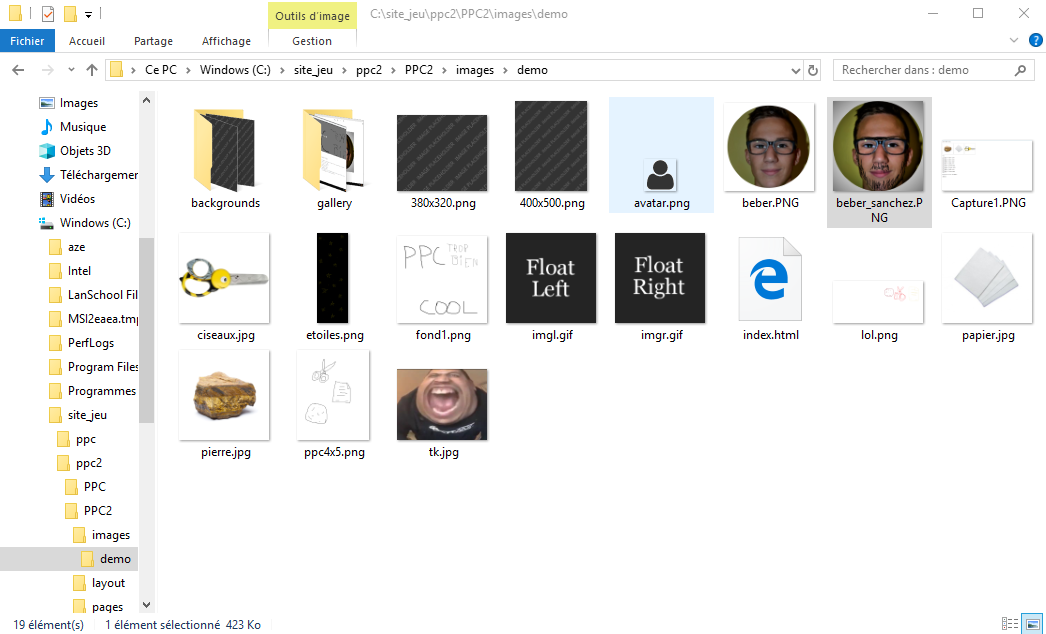 Outils d'image
C:\site_jeu\ppc2\PPC2\images\demo
Fichier
Accueil
Partage
Affichage
Gestion
Ce PC
Windows (C:)
site_jeu
ppc2
PPC2
images
demo
Rechercher dans : demo
Images
Musique
Objets 3D
Téléchargemer
Vidéos
Windows (C:)
aze
Intel
LanSchool Fil
MSI2eaea.tmp
PerfLogs
Program Files
Programmes
site_jeu
ppc
ppc2
PPC
PPC2
images
demo
layout
pages
backgrounds
gallery
380x320.png
400x500.png
avatar.png
beber.PNG
beber_sanchez.P
NG
Capture1.PNG
PPC TROP
BIEN
COOL
Float
Left
Float
Right
ciseaux.jpg
etoiles.png
fond1.png
imgl.gif
imgr.gif
index.html
lol.png
papier.jpg
pierre.jpg
ppc4x5.png
tk.jpg
19 élément(s)
1 élément sélectionné 423 Ko